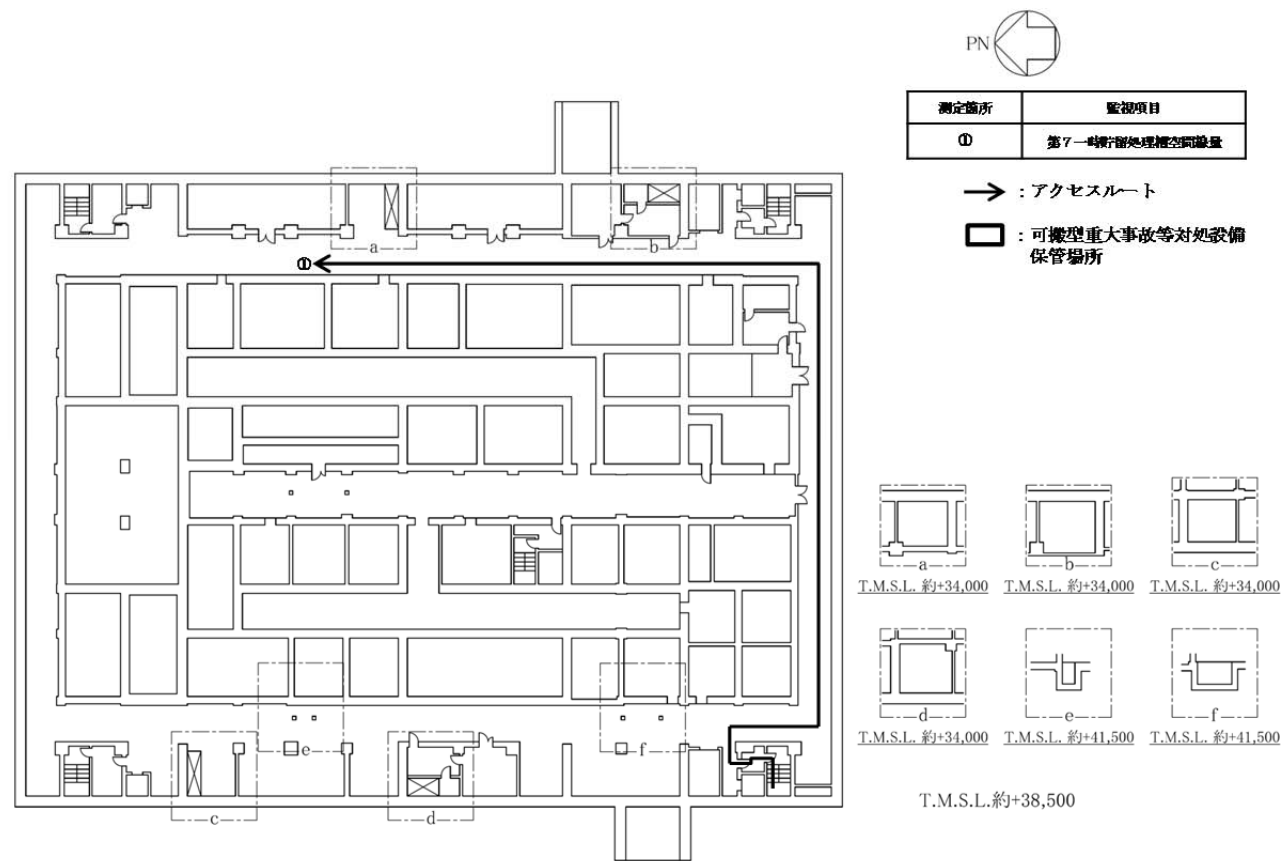 PN
測定箇所 監視項目
① 第7一時貯留処理槽空間線量
：アクセスルート
：可搬型重大事故等対処設備
保管場所
①
a
b
c
d
e
f
a
T.M.S.L. 約+34,000
b
T.M.S.L. 約+34,000
c
T.M.S.L. 約+34,000
d
T.M.S.L. 約+34,000
e
T.M.S.L. 約+41,500
f
T.M.S.L. 約+41,500
T.M.S.L.約+38,500